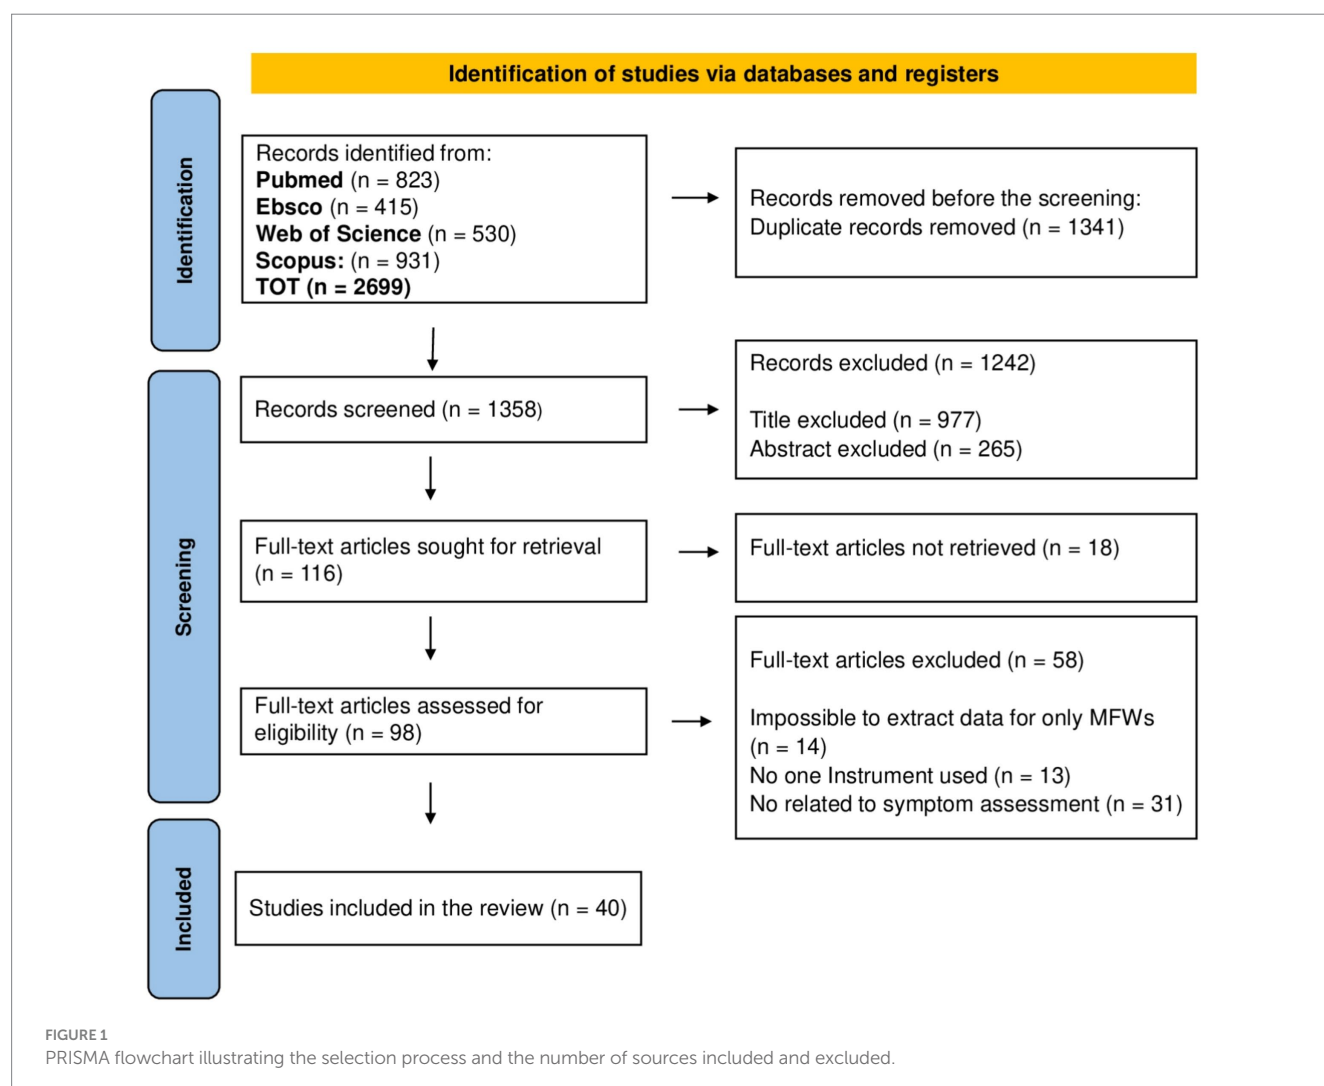 Identification of studies via databases and registers
Identification
Records identified from:
Pubmed (n = 823)
Ebsco (n = 415)
Web of Science (n = 530)
Scopus: (n = 931)
TOT (n = 2699)
Records removed before the screening:
Duplicate records removed (n = 1341)
Screening
Records screened (n = 1358)
Records excluded (n = 1242)
Title excluded (n = 977)
Abstract excluded (n = 265)
Full-text articles sought for retrieval
(n = 116)
Full-text articles not retrieved (n = 18)
Full-text articles assessed for
eligibility (n = 98)
Full-text articles excluded (n = 58)
Impossible to extract data for only MFWs
(n = 14)
No one Instrument used (n = 13)
No related to symptom assessment (n = 31)
Included
Studies included in the review (n = 40)
FIGURE 1
PRISMA flowchart illustrating the selection process and the number of sources included and excluded.